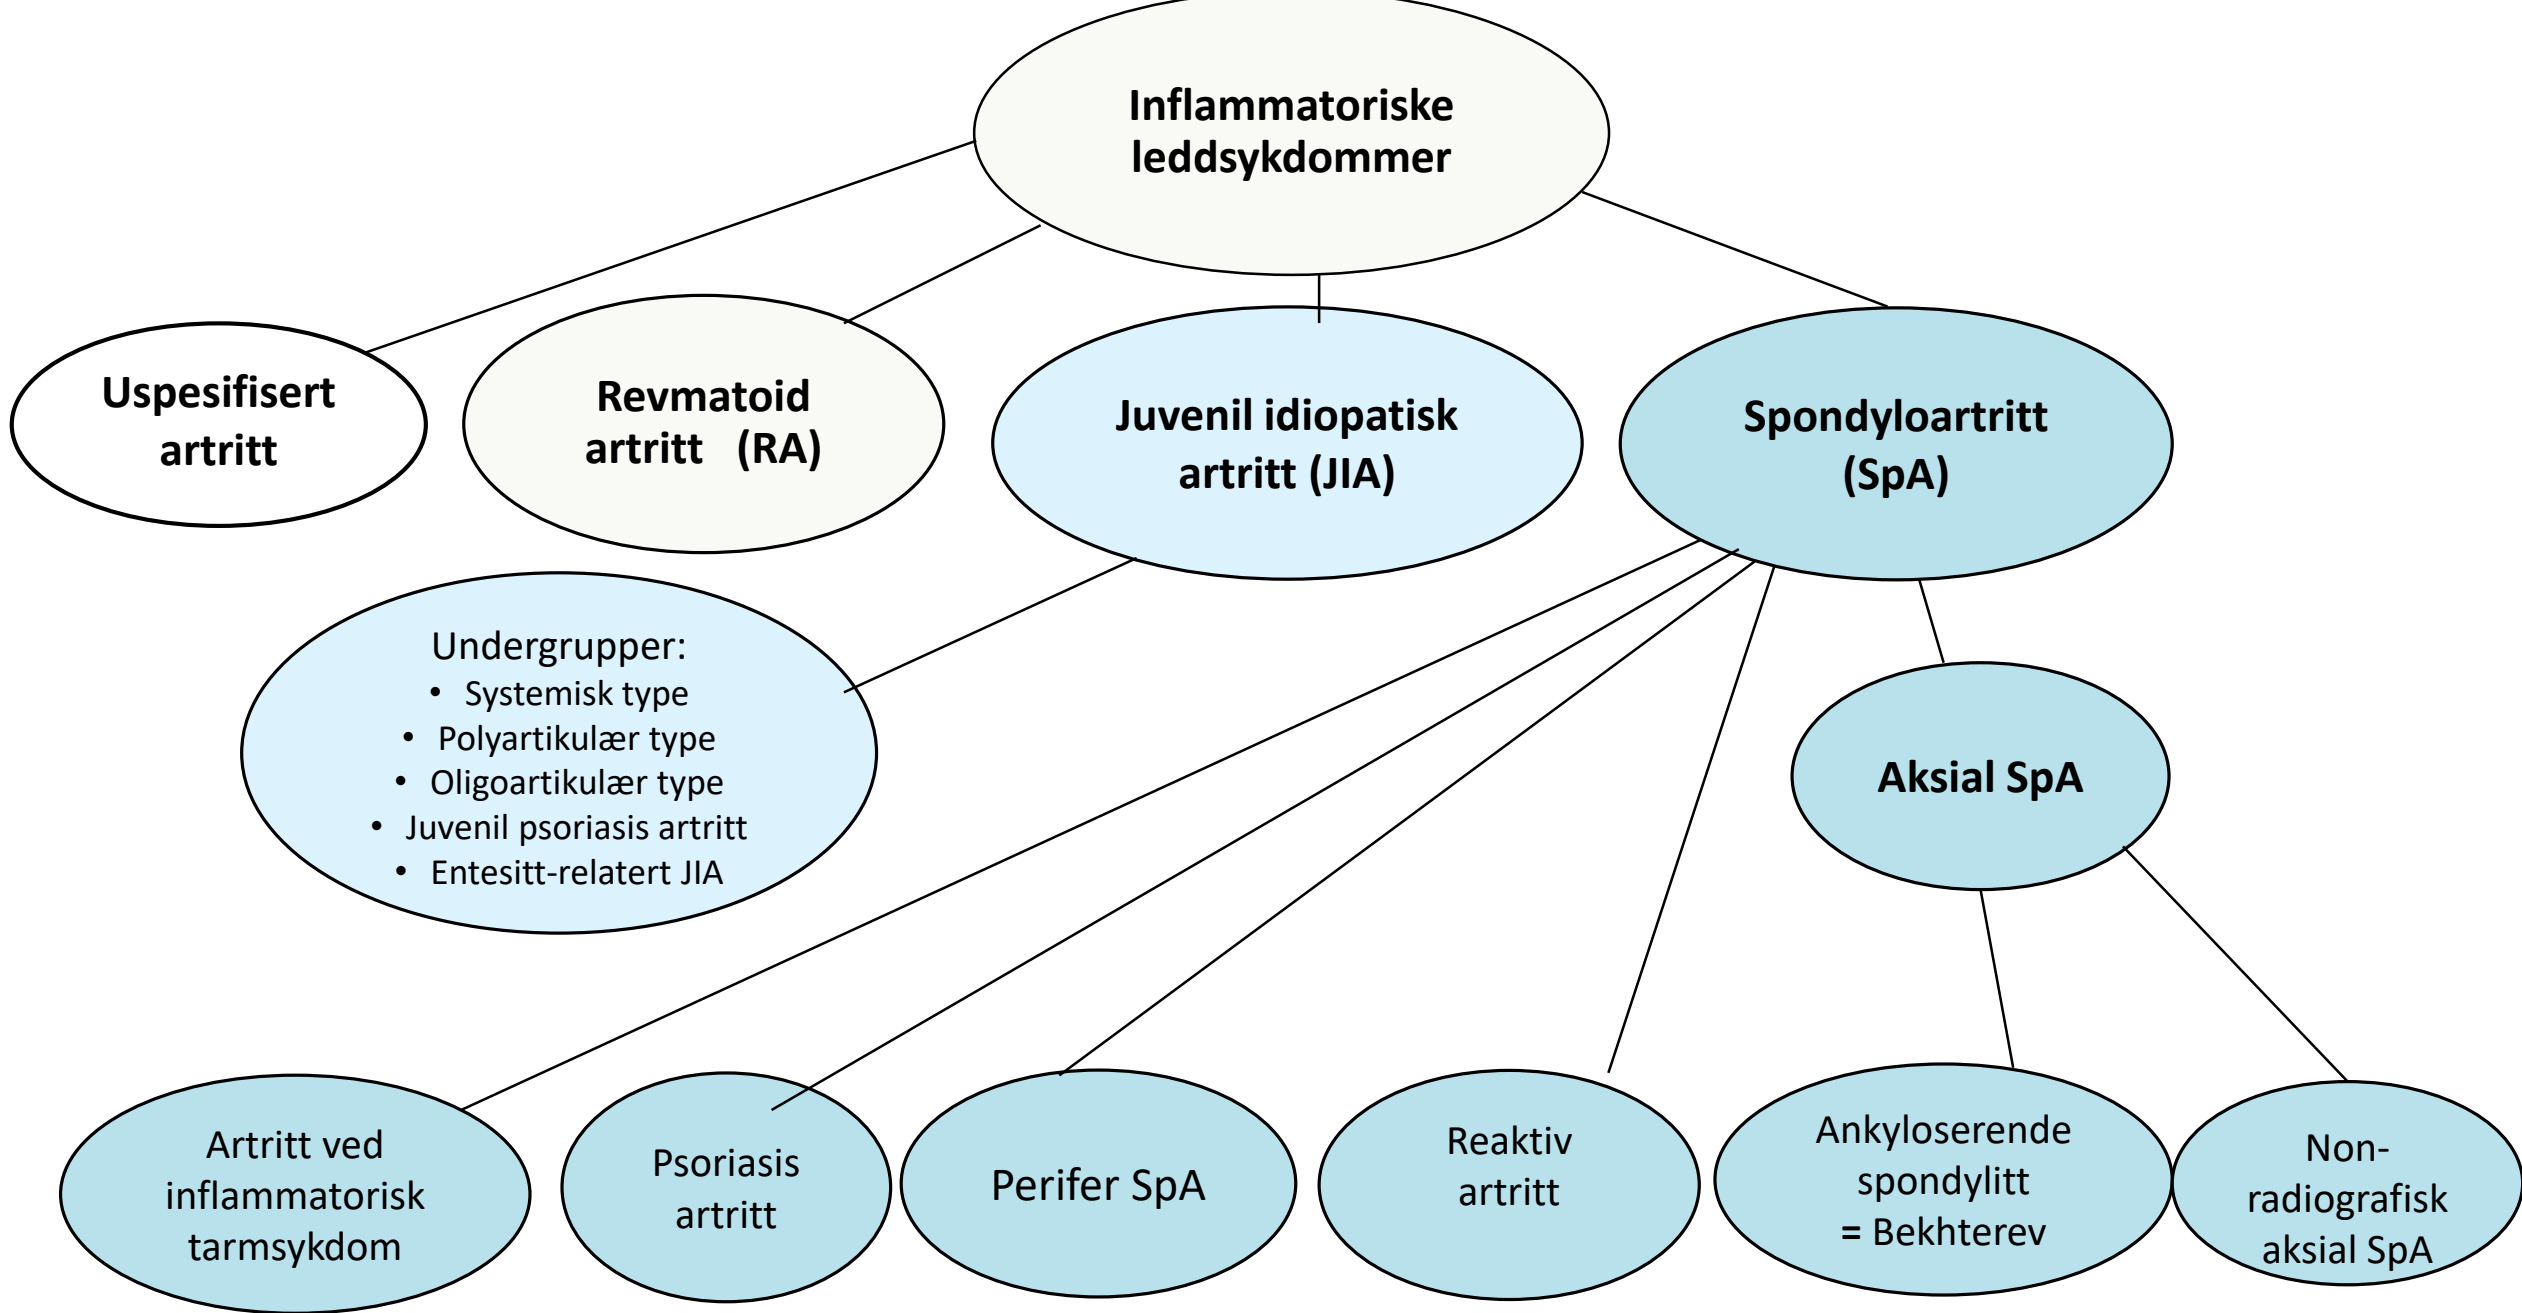 Inflammatoriske
leddsykdommer
Uspesifisert
artritt
Revmatoid
artritt (RA)
Juvenil idiopatisk
artritt (JIA)
Spondyloartritt
(SpA)
Undergrupper:
• Systemisk type
• Polyartikulær type
• Oligoartikulær type
• Juvenil psoriasis artritt
• Entesitt-relatert JIA
Aksial SpA
Artritt ved
inflammatorisk
tarmsykdom
Psoriasis
artritt
Perifer SpA
Reaktiv
artritt
Ankyloserende
spondylitt
= Bekhterev
Non-
radiografisk
aksial SpA